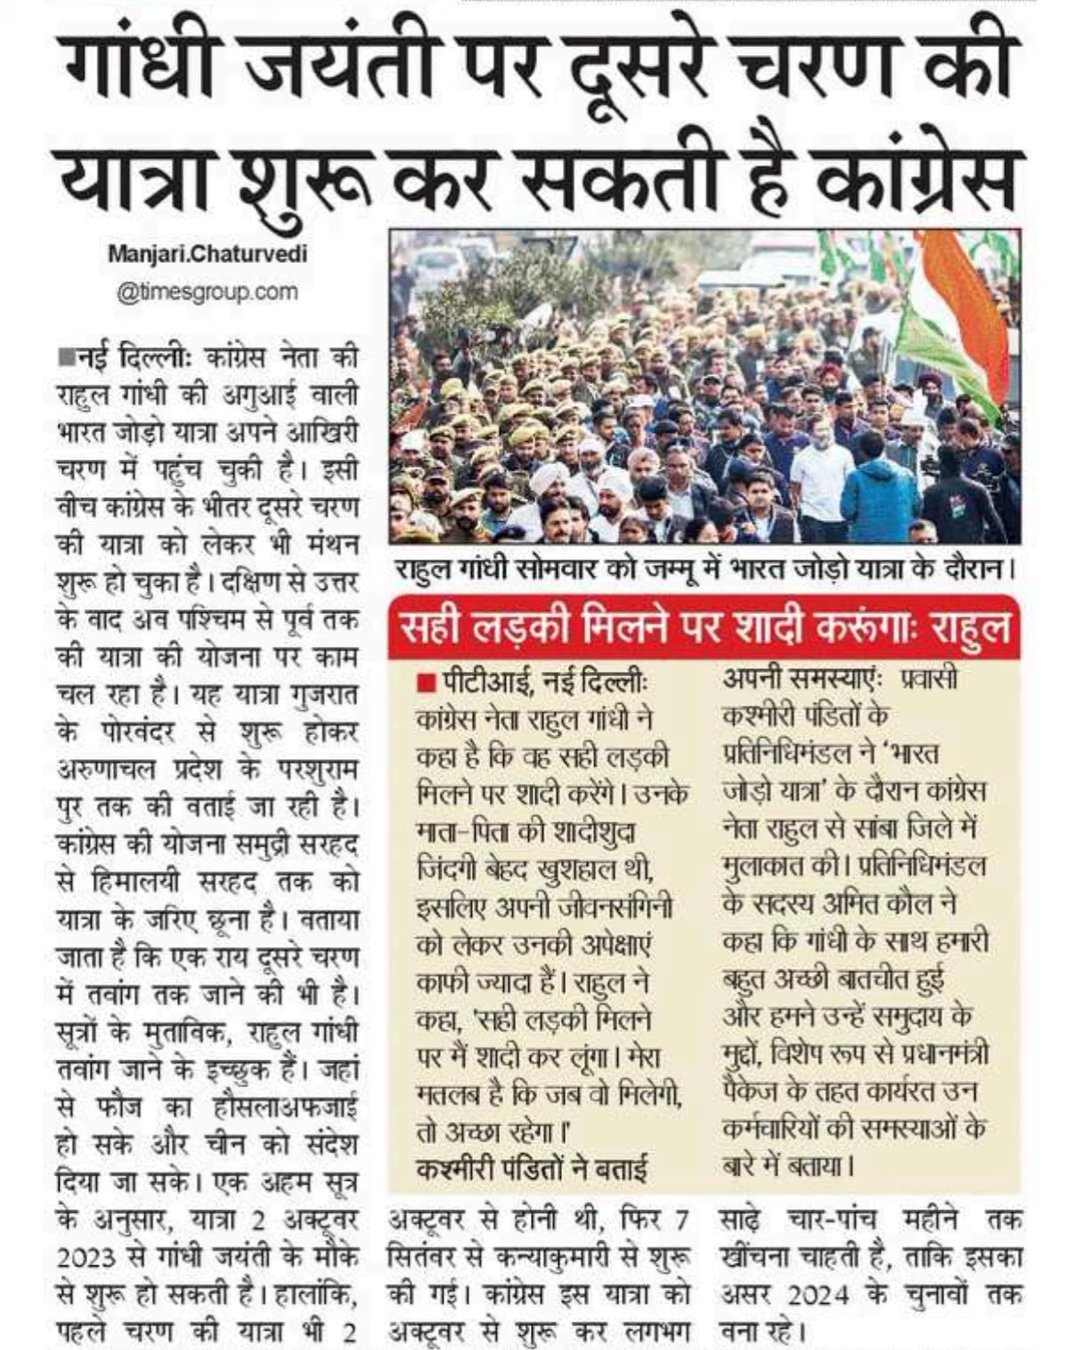 गांधी जयंती पर दूसरे चरण की
यात्रा शुरू कर सकती है कांग्रेस
Manjari.Chaturvedi
@timesgroup.com
■नई दिल्ली: कांग्रेस नेता की
राहुल गांधी की अगुआई वाली
भारत जोड़ो यात्रा अपने आखिरी
चरण में पहुंच चुकी है। इसी
बीच कांग्रेस के भीतर दूसरे चरण
की यात्रा को लेकर भी मंथन
शुरू हो चुका है। दक्षिण से उत्तर
के बाद अब पश्चिम से पूर्व तक
की यात्रा की योजना पर काम
चल रहा है। यह यात्रा गुजरात
के पोरबंदर से शुरू होकर
अरुणाचल प्रदेश के परशुराम
पुर तक की बताई जा रही है।
कांग्रेस की योजना समुद्री सरहद
से हिमालयी सरहद तक को
यात्रा के जरिए छूना है। बताया
जाता है कि एक राय दूसरे चरण
में तवांग तक जाने की भी है।
सूत्रों के मुताबिक, राहुल गांधी
तवांग जाने के इच्छुक हैं। जहां
से फौज का हौसलाअफजाई
हो सके और चीन को संदेश
दिया जा सके। एक अहम सूत्र
के अनुसार, यात्रा 2 अक्टूबर
2023 से गांधी जयंती के मौके
से शुरू हो सकती है। हालांकि,
पहले चरण की यात्रा भी 2
राहुल गांधी सोमवार को जम्मू में भारत जोड़ो यात्रा के दौरान।
सही लड़की मिलने पर शादी करूंगाः राहुल
■ पीटीआई, नई दिल्लीः
कांग्रेस नेता राहुल गांधी ने
कहा है कि वह सही लड़की
मिलने पर शादी करेंगे। उनके
माता-पिता की शादीशुदा
जिंदगी बेहद खुशहाल थी,
इसलिए अपनी जीवनसंगिनी
को लेकर उनकी अपेक्षाएं
काफी ज्यादा हैं। राहुल ने
कहा, 'सही लड़की मिलने
पर मैं शादी कर लूंगा। मेरा
मतलब है कि जब वो मिलेगी,
तो अच्छा रहेगा।'
कश्मीरी पंडितों ने बताई
अपनी समस्याएंः प्रवासी
कश्मीरी पंडितों के
प्रतिनिधिमंडल ने 'भारत
जोड़ो यात्रा' के दौरान कांग्रेस
नेता राहुल से सांबा जिले में
मुलाकात की। प्रतिनिधिमंडल
के सदस्य अमित कौल ने
कहा कि गांधी के साथ हमारी
बहुत अच्छी बातचीत हुई
और हमने उन्हें समुदाय के
मुद्दों, विशेष रूप से प्रधानमंत्री
पैकेज के तहत कार्यरत उन
कर्मचारियों की समस्याओं के
बारे में बताया।
अक्टूबर से होनी थी, फिर 7
सितंबर से कन्याकुमारी से शुरू
की गई। कांग्रेस इस यात्रा को
अक्टूबर से शुरू कर लगभग
साढ़े चार-पांच महीने तक
खींचना चाहती है, ताकि इसका
असर 2024 के चुनावों तक
बना रहे।